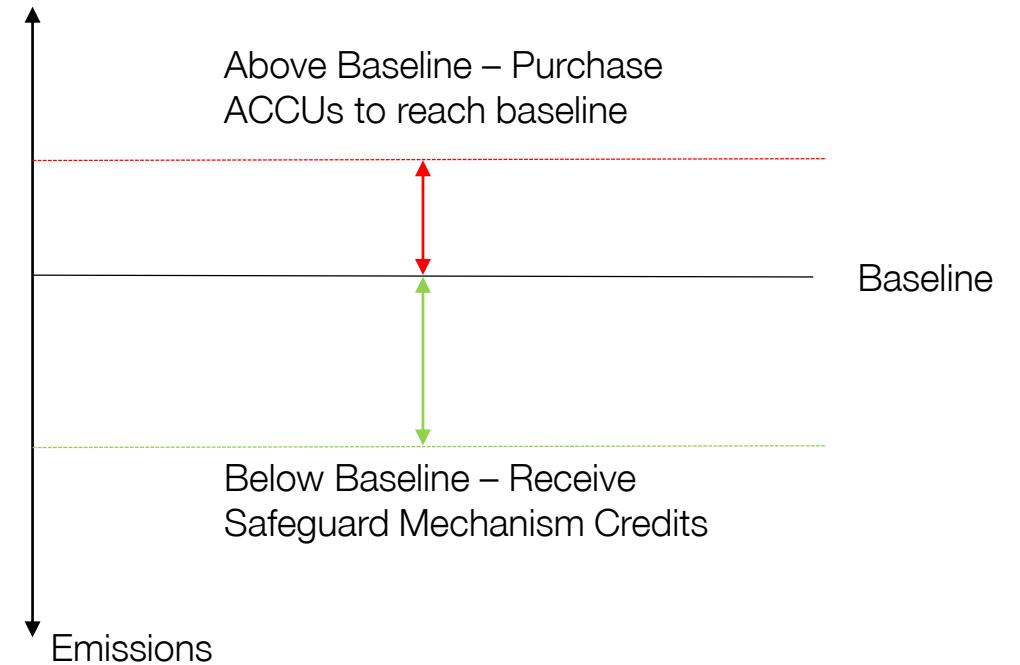 Above Baseline – Purchase
ACCUs to reach baseline
Baseline
Below Baseline – Receive
Safeguard Mechanism Credits
Emissions